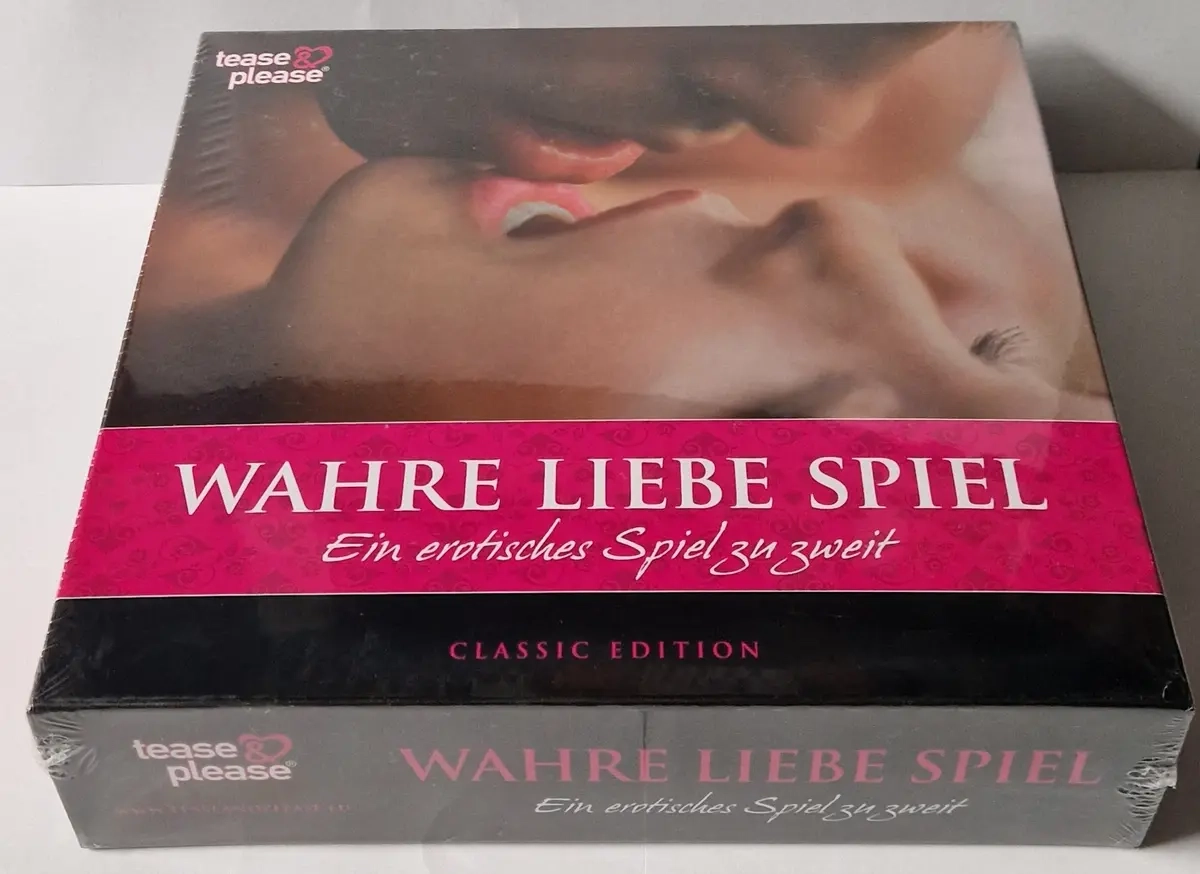 tease &
please®
WAHRE LIEBE SPIEL
Ein erotisches Spiel zu zweit
CLASSIC EDITION
tease &
please®
WAHRE LIEBE SPIEL
Ein erotisches Spiel zu zweit